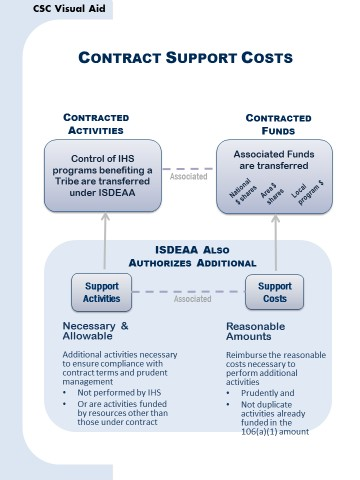 CSC Visual Aid
CONTRACT SUPPORT COSTS
CONTRACTED
ACTIVITIES
CONTRACTED
FUNDS
Control of IHS
programs benefiting a
Tribe are transferred
under ISDEAA
Associated
Associated Funds
are transferred
National
$ shares
Area $
shares
Local
program $
ISDEAA ALSO
AUTHORIZES ADDITIONAL
Support
Activities
Associated
Support
Costs
Necessary &
Allowable
Additional activities necessary
to ensure compliance with
contract terms and prudent
management
• Not performed by IHS
• Or are activities funded
by resources other than
those under contract
Reasonable
Amounts
Reimburse the reasonable
costs necessary to
perform additional
activities
• Prudently and
• Not duplicate
activities already
funded in the
106(a)(1) amount